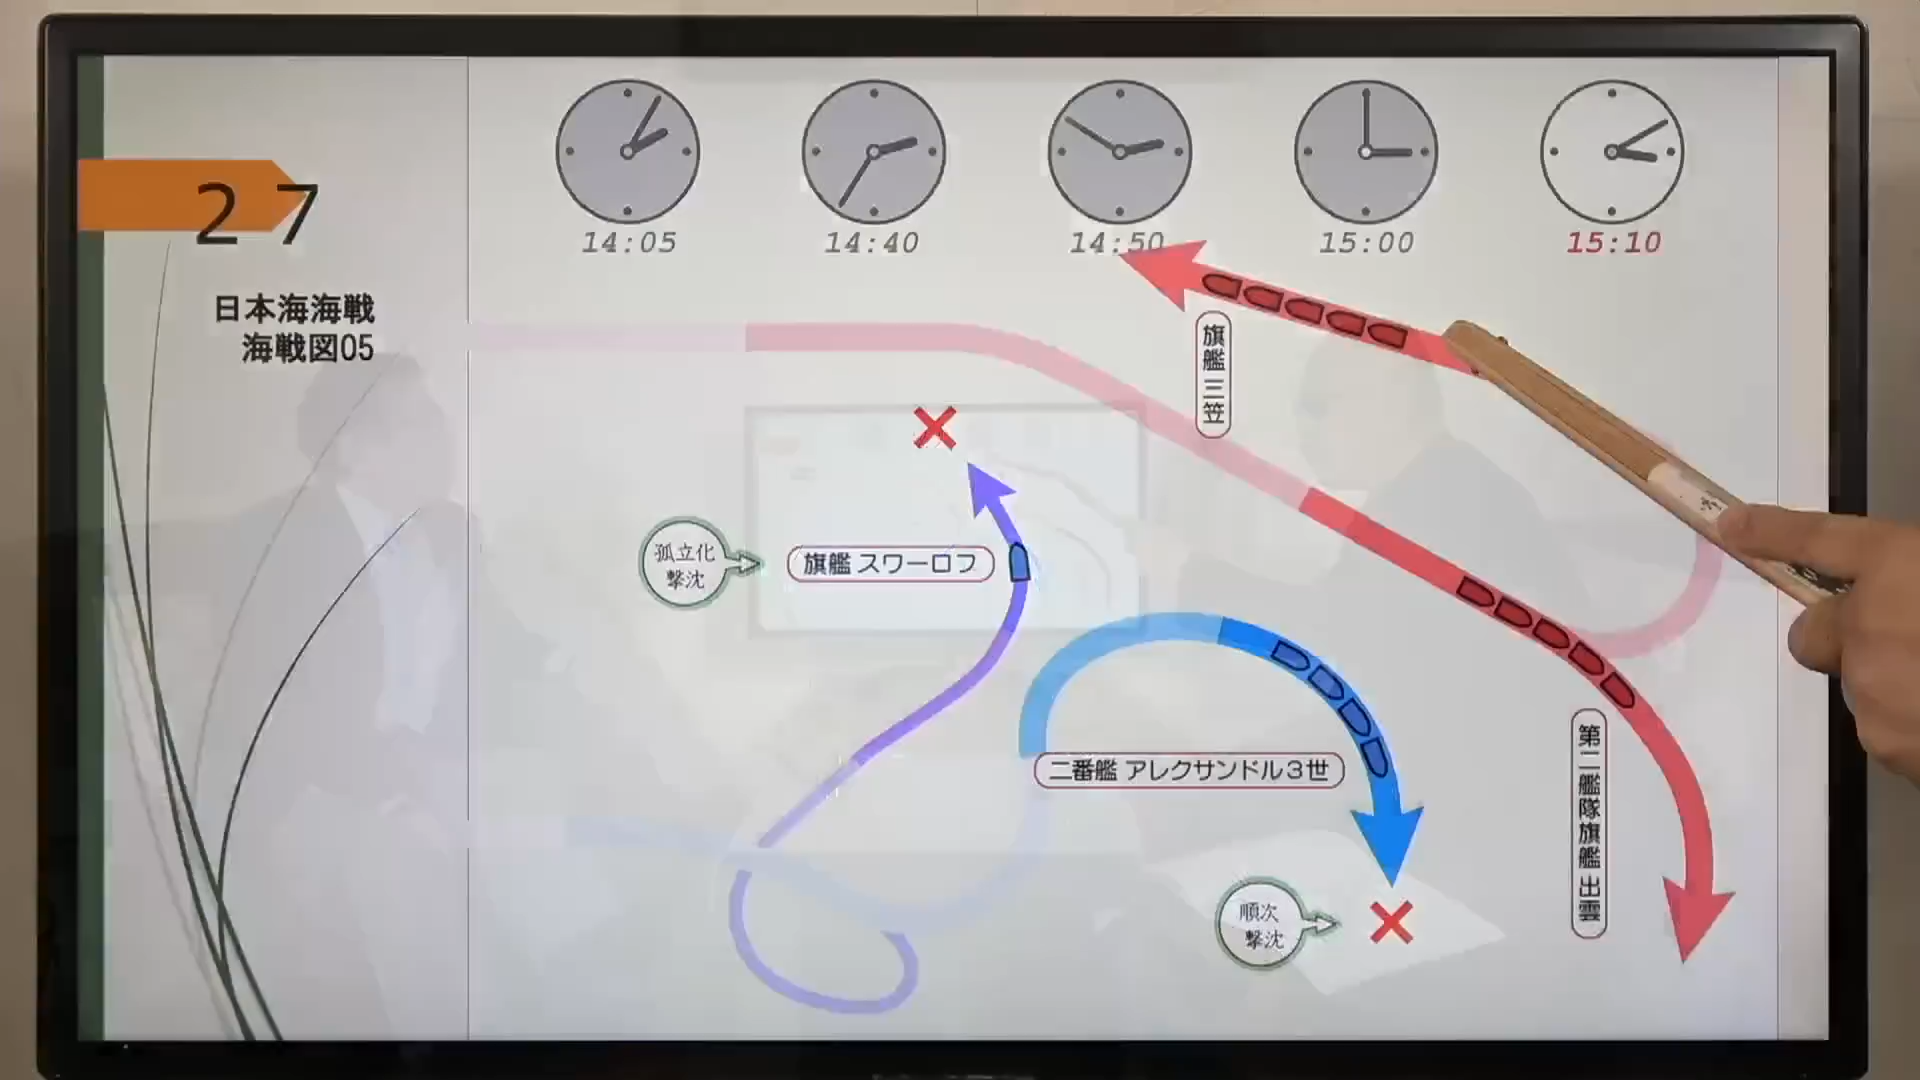 27
日本海海戦
海戦図05
14:05
14:40
14:50
15:00
15:10
旗艦 三笠
孤立化
撃沈
旗艦 スワーロフ
二番艦 アレクサンドル3世
第二艦隊旗艦 出雲
順次
撃沈